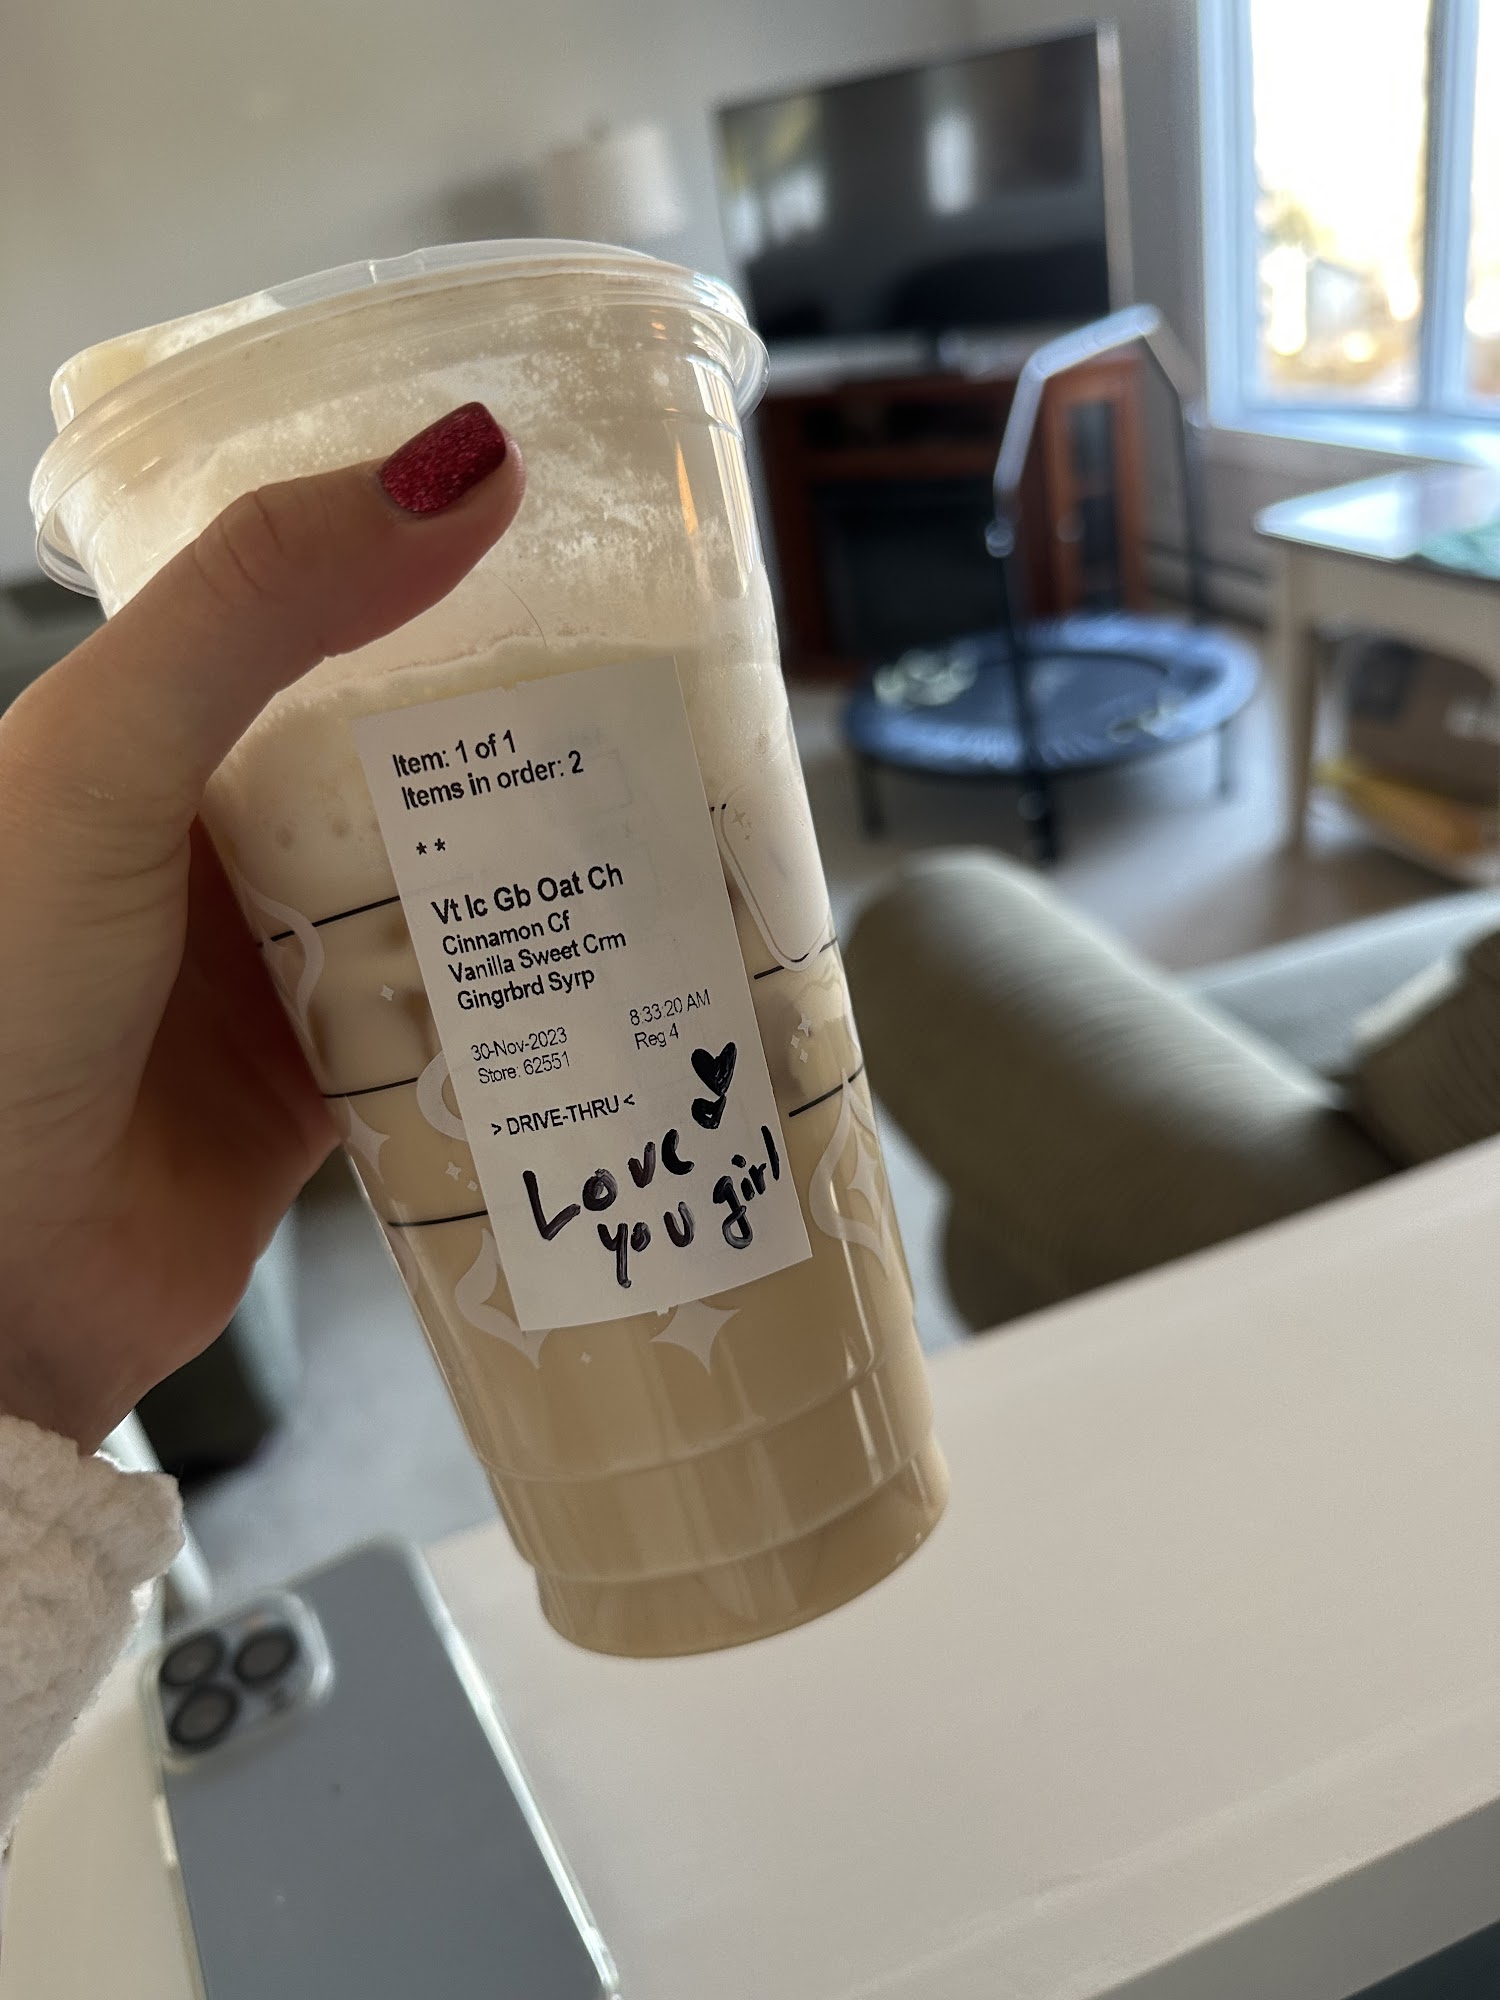 Item: 1 of 1
Items in order: 2
* *
Vt Ic Gb Oat Ch
Cinnamon Cf
Vanilla Sweet Crm
Gingrbrd Syrp
30-Nov-2023 8:33:20 AM
Store: 62551 Reg 4
> DRIVE-THRU <
Love
you girl